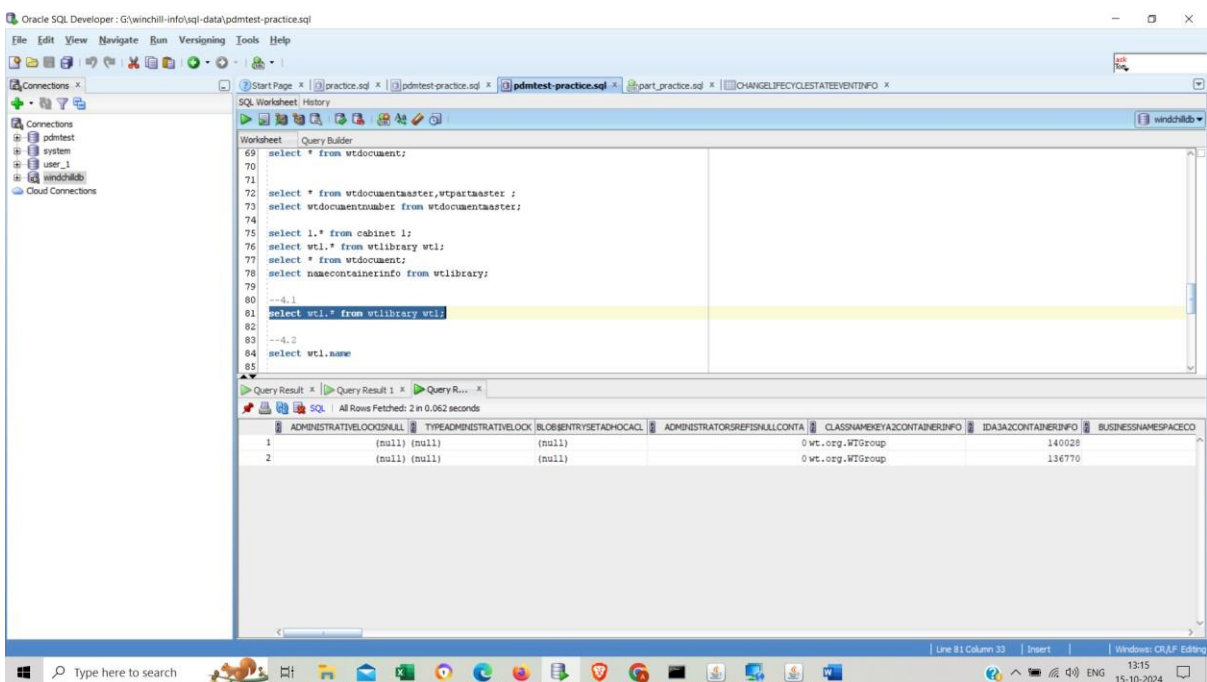 Oracle SQL Developer : G:\winchill-info\sql-data\pdmtest-practice.sql
File Edit View Navigate Run Versioning Tools Help
Connections
Start Page practice.sql pdmtest-practice.sql pdmtest-practice.sql part_practice.sql CHANGELIFECYCLESTATEEVENTINFO
SQL Worksheet History
windchilldb
Connections
pdmtest
system
user_1
windchilldb
Cloud Connections
Worksheet Query Builder
69 select * from wtdocument;
70
71
72 select * from wtdocumentmaster,wtpartmaster ;
73 select wtdocumentnumber from wtdocumentmaster;
74
75 select l.* from cabinet l;
76 select wtl.* from wtlibrary wtl;
77 select * from wtdocument;
78 select namecontainerinfo from wtlibrary;
79
80 --4.1
81 select wtl.* from wtlibrary wtl;
82
83 --4.2
84 select wtl.name
85
Query Result Query Result 1 Query R...
SQL | All Rows Fetched: 2 in 0.062 seconds
ADMINISTRATIVELOCKISNULL TYPEADMINISTRATIVELOCK BLOB$ENTRYSETADHOCACL ADMINISTRATORSREFISNULLCONTA CLASSNAMEKEYA2CONTAINERINFO IDA3A2CONTAINERINFO BUSINESSNAMESPACECO
1 (null) (null) (null) 0 wt.org.WTGroup 140028
2 (null) (null) (null) 0 wt.org.WTGroup 136770
Line 81 Column 33 | Insert | | Windows: CR/LF Editing
Type here to search
ENG
13:15
15-10-2024